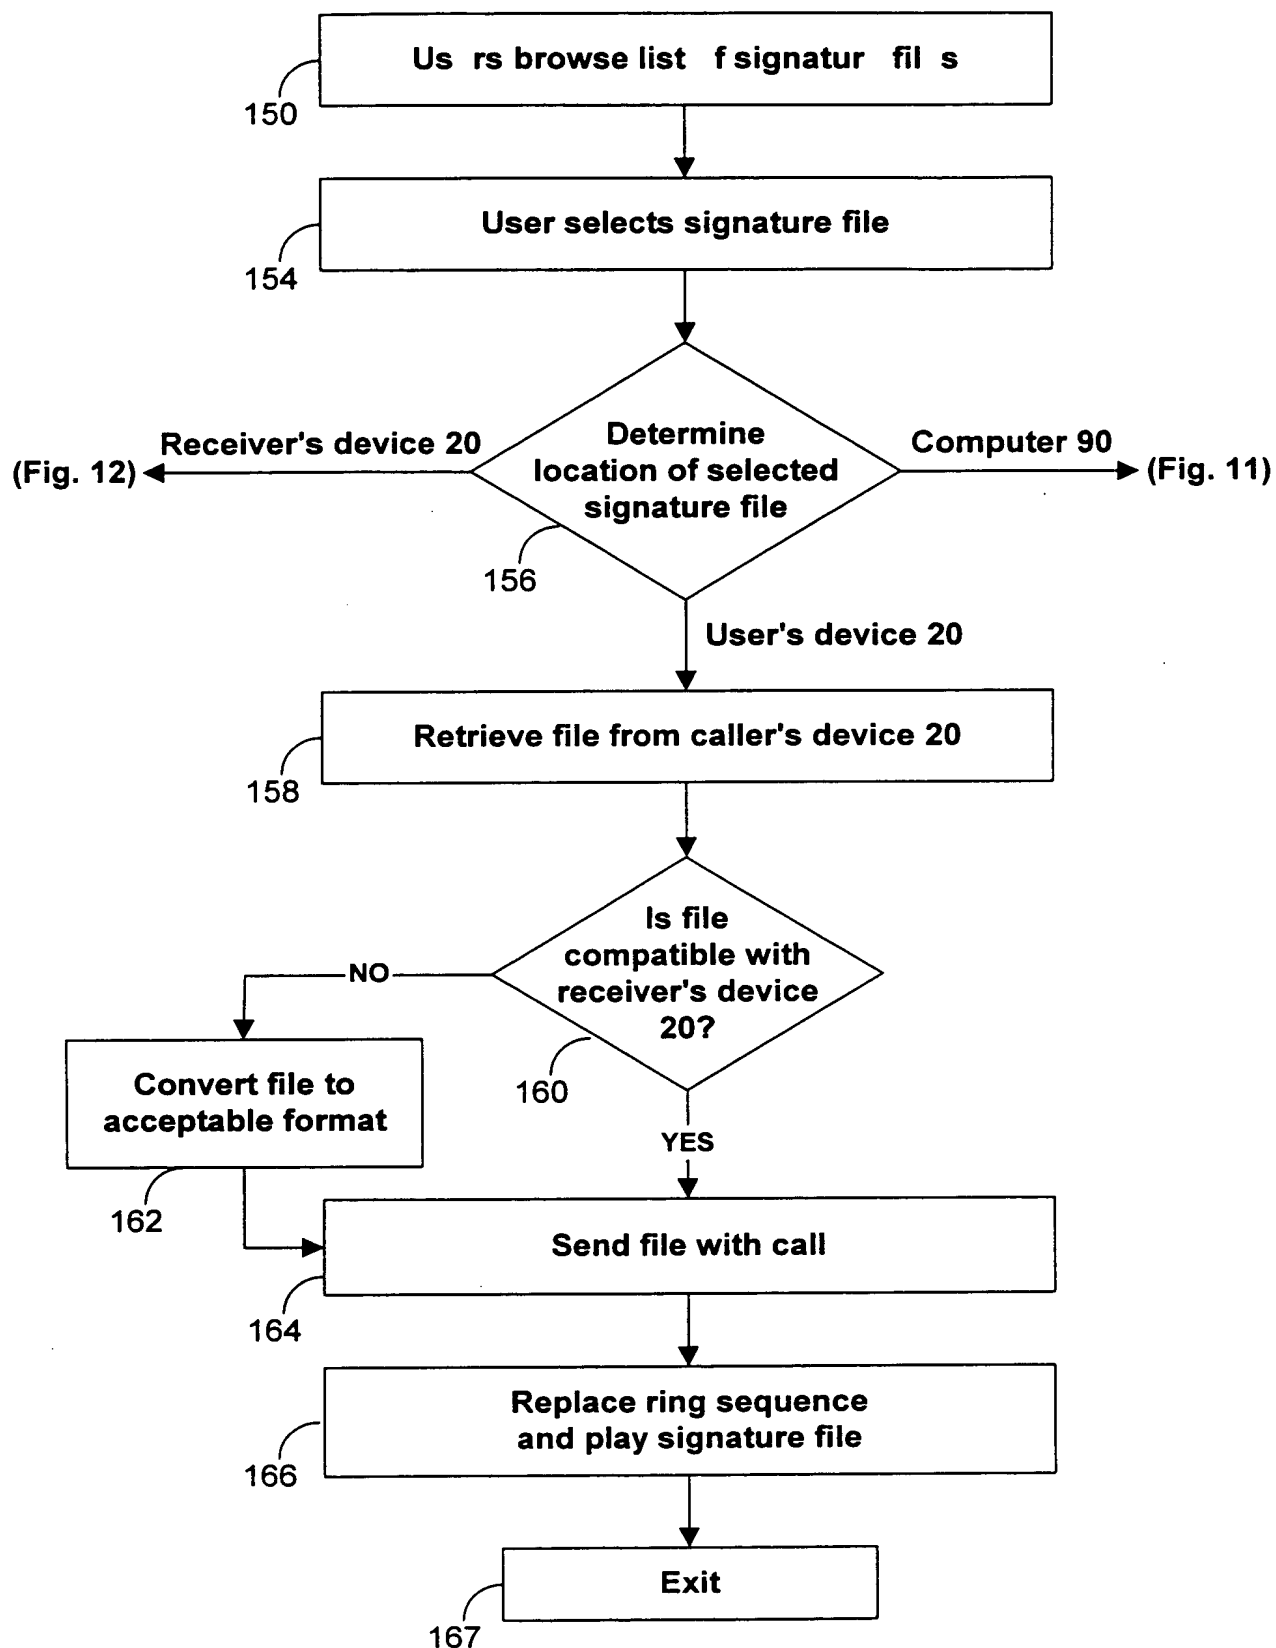 Us rs browse list f signatur fil s
150
User selects signature file
154
Receiver's device 20
(Fig. 12)
Determine
location of selected
signature file
Computer 90
(Fig. 11)
156
User's device 20
Retrieve file from caller's device 20
158
Is file
compatible with
receiver's device
20?
NO
160
Convert file to
acceptable format
YES
162
Send file with call
164
Replace ring sequence
and play signature file
166
Exit
167